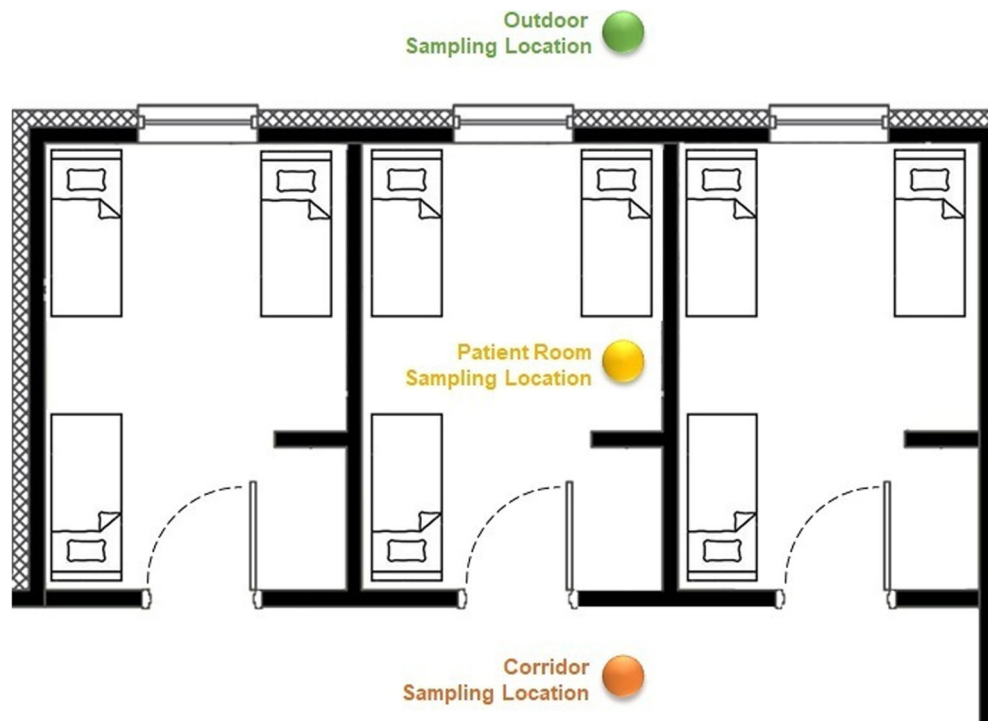 Outdoor
Sampling Location
Patient Room
Sampling Location
Corridor
Sampling Location